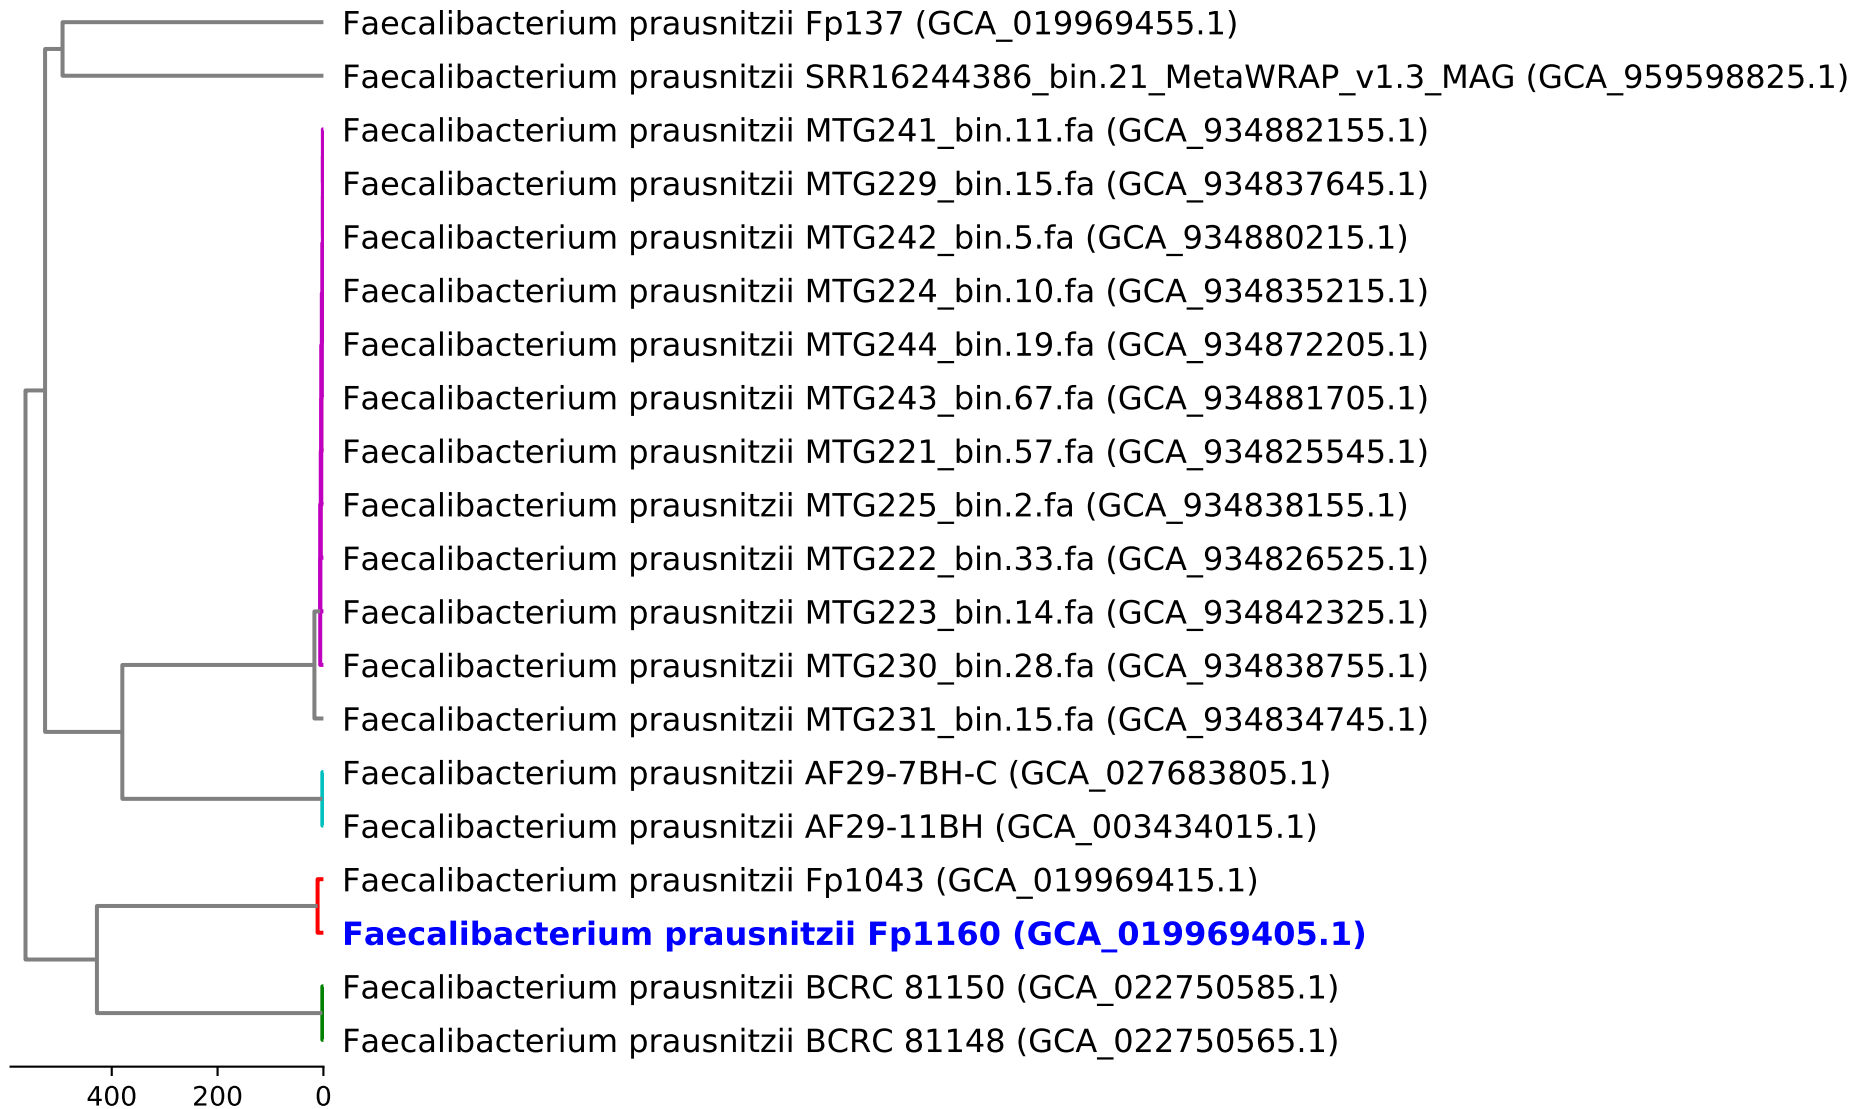 Faecalibacterium prausnitzii Fp137 (GCA_019969455.1)
Faecalibacterium prausnitzii SRR16244386_bin.21_MetaWRAP_v1.3_MAG (GCA_959598825.1)
Faecalibacterium prausnitzii MTG241_bin.11.fa (GCA_934882155.1)
Faecalibacterium prausnitzii MTG229_bin.15.fa (GCA_934837645.1)
Faecalibacterium prausnitzii MTG242_bin.5.fa (GCA_934880215.1)
Faecalibacterium prausnitzii MTG224_bin.10.fa (GCA_934835215.1)
Faecalibacterium prausnitzii MTG244_bin.19.fa (GCA_934872205.1)
Faecalibacterium prausnitzii MTG243_bin.67.fa (GCA_934881705.1)
Faecalibacterium prausnitzii MTG221_bin.57.fa (GCA_934825545.1)
Faecalibacterium prausnitzii MTG225_bin.2.fa (GCA_934838155.1)
Faecalibacterium prausnitzii MTG222_bin.33.fa (GCA_934826525.1)
Faecalibacterium prausnitzii MTG223_bin.14.fa (GCA_934842325.1)
Faecalibacterium prausnitzii MTG230_bin.28.fa (GCA_934838755.1)
Faecalibacterium prausnitzii MTG231_bin.15.fa (GCA_934834745.1)
Faecalibacterium prausnitzii AF29-7BH-C (GCA_027683805.1)
Faecalibacterium prausnitzii AF29-11BH (GCA_003434015.1)
Faecalibacterium prausnitzii Fp1043 (GCA_019969415.1)
Faecalibacterium prausnitzii Fp1160 (GCA_019969405.1)
Faecalibacterium prausnitzii BCRC 81150 (GCA_022750585.1)
Faecalibacterium prausnitzii BCRC 81148 (GCA_022750565.1)
400 200 0